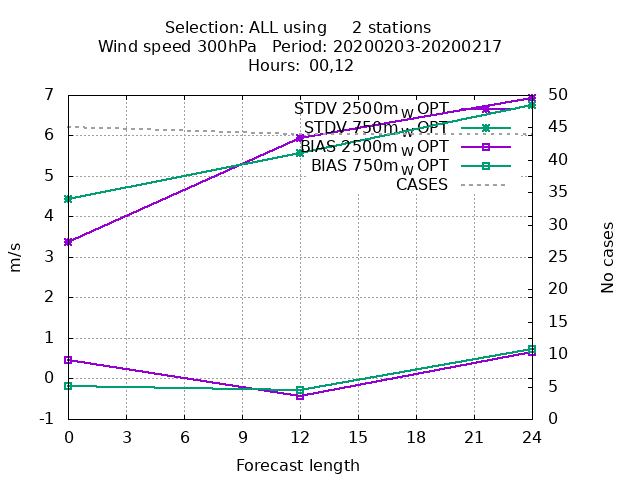 Selection: ALL using     2 stations
Wind speed 300hPa   Period: 20200203-20200217
Hours: 00,12
7
6
5
4
3
2
1
0
-1
50
45
40
35
30
25
20
15
10
5
0
0 3 6 9 12 15 18 21 24
m/s
No cases
Forecast length
STDV 2500m_W OPT
STDV 750m_W OPT
BIAS 2500m_W OPT
BIAS 750m_W OPT
CASES